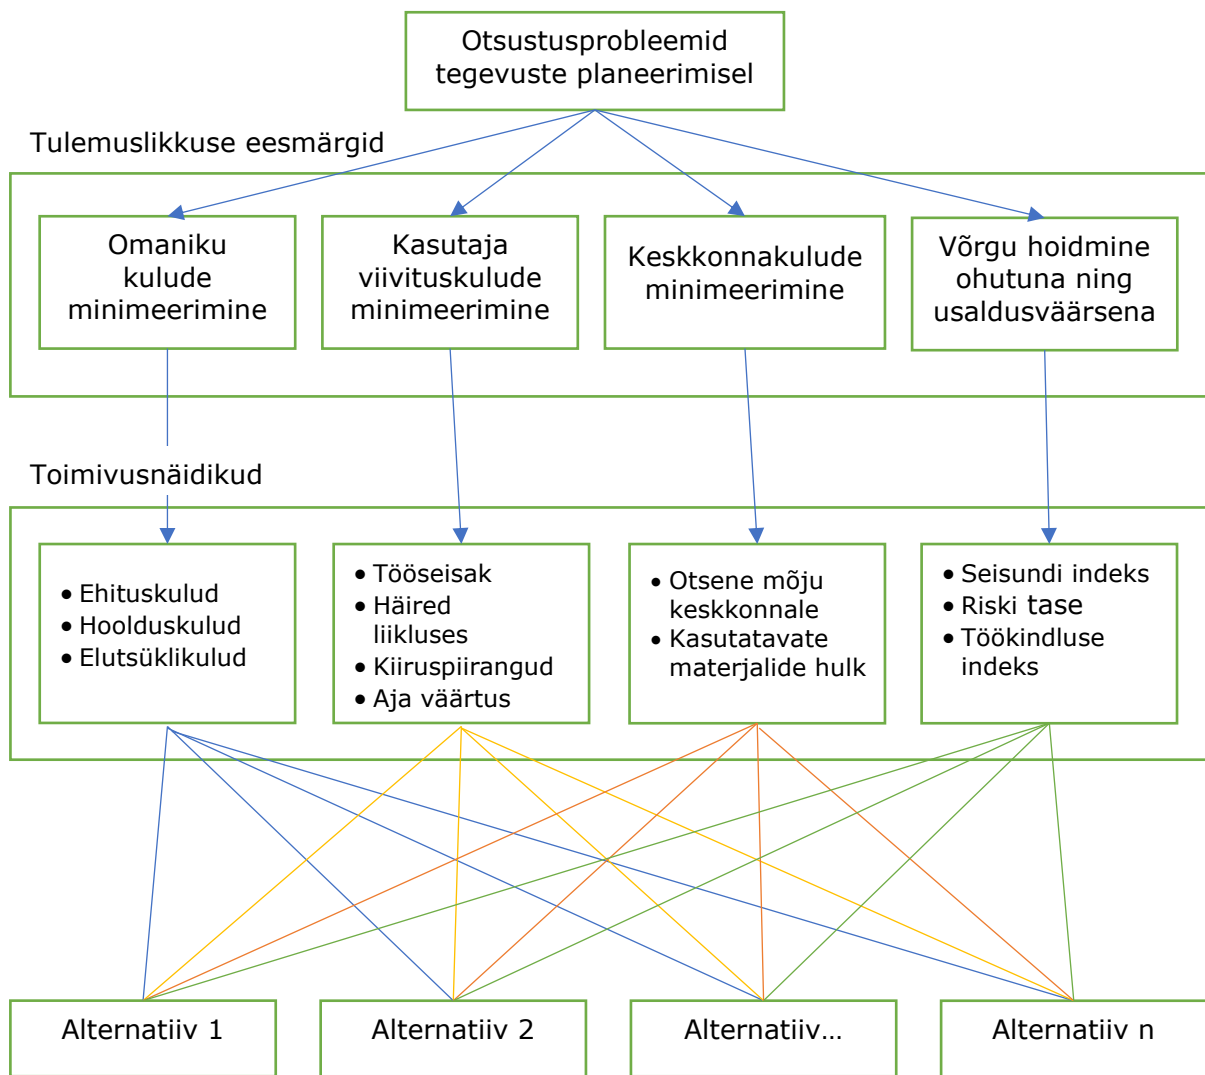 Otsustusprobleemid
tegevuste planeerimisel
Tulemuslikkuse eesmärgid
Omaniku
kulude
minimeerimine
Kasutaja
viivituskulude
minimeerimine
Keskkonnakulude
minimeerimine
Võrgu hoidmine
ohutuna ning
usaldusväärsena
Toimivusnäidikud
• Ehituskulud
• Hoolduskulud
• Elutsüklikulud
• Tööseisak
• Häired
liikluses
• Kiiruspiirangud
• Aja väärtus
• Otsene mõju
keskkonnale
• Kasutatavate
materjalide hulk
• Seisundi indeks
• Riski tase
• Töökindluse
indeks
Alternatiiv 1
Alternatiiv 2
Alternatiiv…
Alternatiiv n